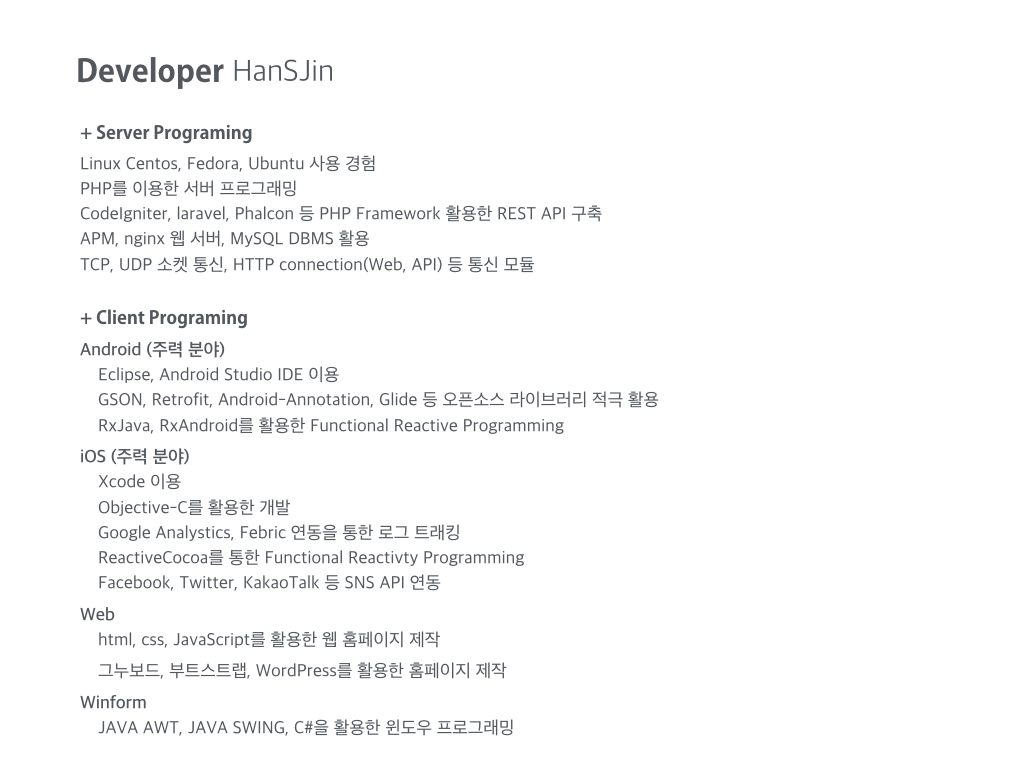 Developer HanSJin
+ Server Programing
Linux Centos, Fedora, Ubuntu 사용 경험
PHP를 이용한 서버 프로그래밍
CodeIgniter, laravel, Phalcon 등 PHP Framework 활용한 REST API 구축
APM, nginx 웹 서버, MySQL DBMS 활용
TCP, UDP 소켓 통신, HTTP connection(Web, API) 등 통신 모듈
+ Client Programing
Android (주력 분야)
Eclipse, Android Studio IDE 이용
GSON, Retrofit, Android-Annotation, Glide 등 오픈소스 라이브러리 적극 활용
RxJava, RxAndroid를 활용한 Functional Reactive Programming
iOS (주력 분야)
Xcode 이용
Objective-C를 활용한 개발
Google Analystics, Febric 연동을 통한 로그 트래킹
ReactiveCocoa를 통한 Functional Reactivty Programming
Facebook, Twitter, KakaoTalk 등 SNS API 연동
Web
html, css, JavaScript를 활용한 웹 홈페이지 제작
그누보드, 부트스트랩, WordPress를 활용한 홈페이지 제작
Winform
JAVA AWT, JAVA SWING, C#을 활용한 윈도우 프로그래밍